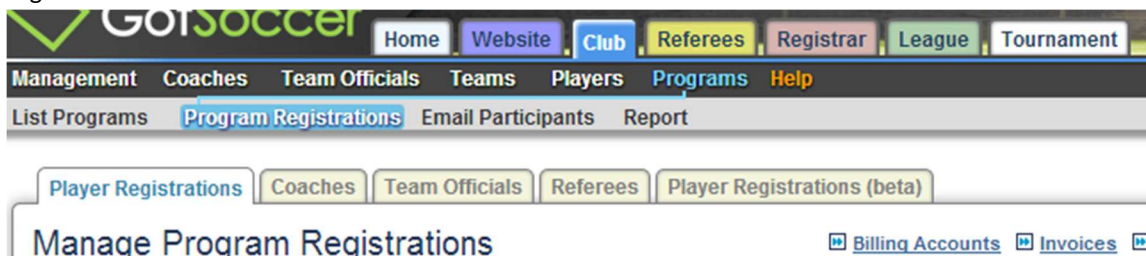 GotSoccer Home Website Club Referees Registrar League Tournament
Management Coaches Team Officials Teams Players Programs Help
List Programs Program Registrations Email Participants Report
Player Registrations Coaches Team Officials Referees Player Registrations (beta)
Manage Program Registrations Billing Accounts Invoices